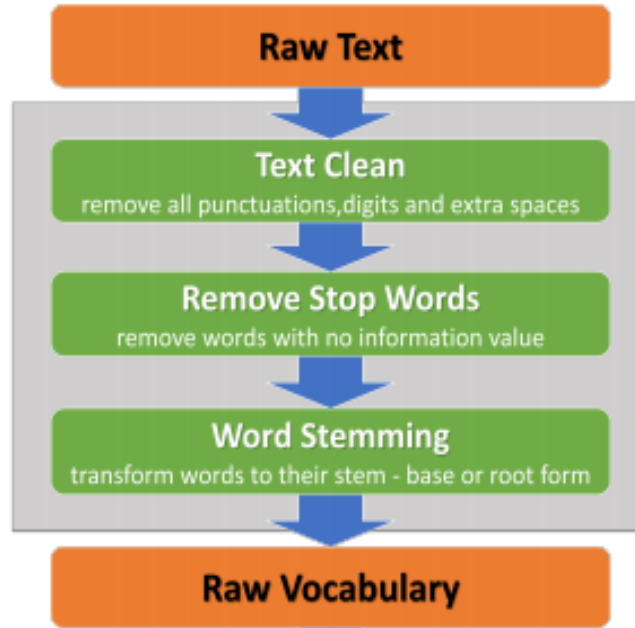 Raw Text
Text Clean
remove all punctuations,digits and extra spaces
Remove Stop Words
remove words with no information value
Word Stemming
transform words to their stem - base or root form
Raw Vocabulary